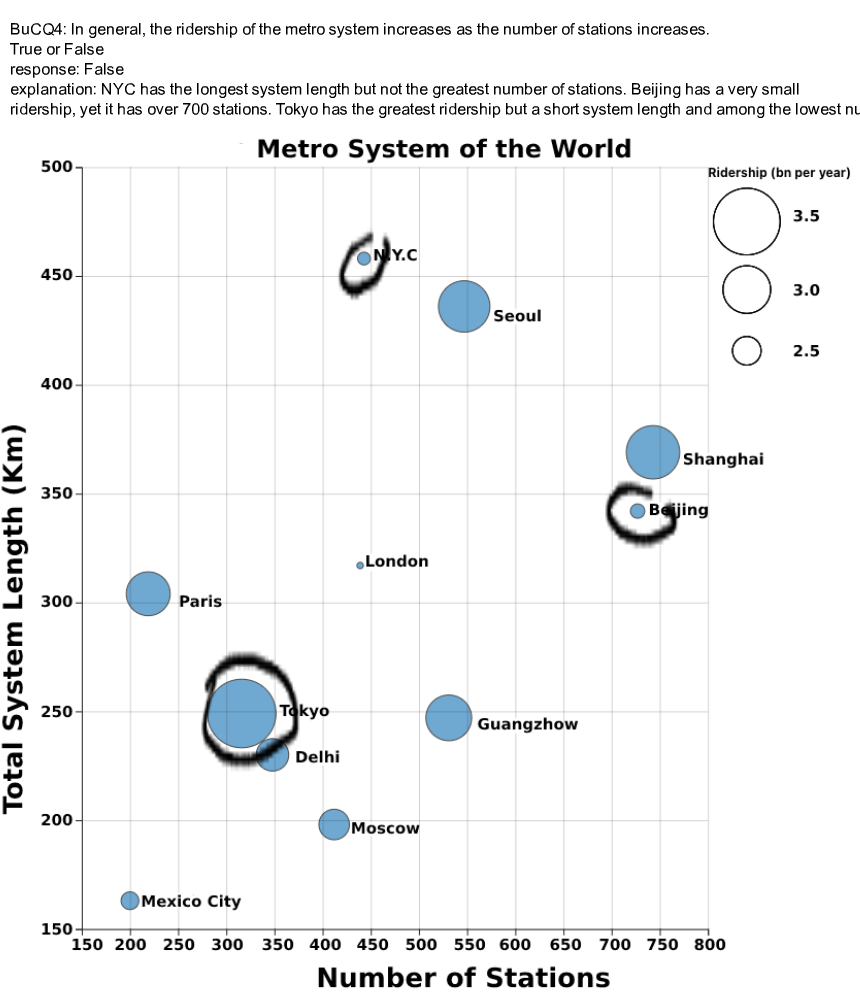 BuCQ4: In general, the ridership of the metro system increases as the number of stations increases.
True or False
response: False
explanation: NYC has the longest system length but not the greatest number of stations. Beijing has a very small
ridership, yet it has over 700 stations. Tokyo has the greatest ridership but a short system length and among the lowest nu
Metro System of the World
Ridership (bn per year)
3.5
3.0
2.5
500
450
400
350
300
250
200
150
Total System Length (Km)
N.Y.C
Seoul
Shanghai
Beijing
London
Paris
Tokyo
Guangzhow
Delhi
Moscow
Mexico City
150 200 250 300 350 400 450 500 550 600 650 700 750 800
Number of Stations